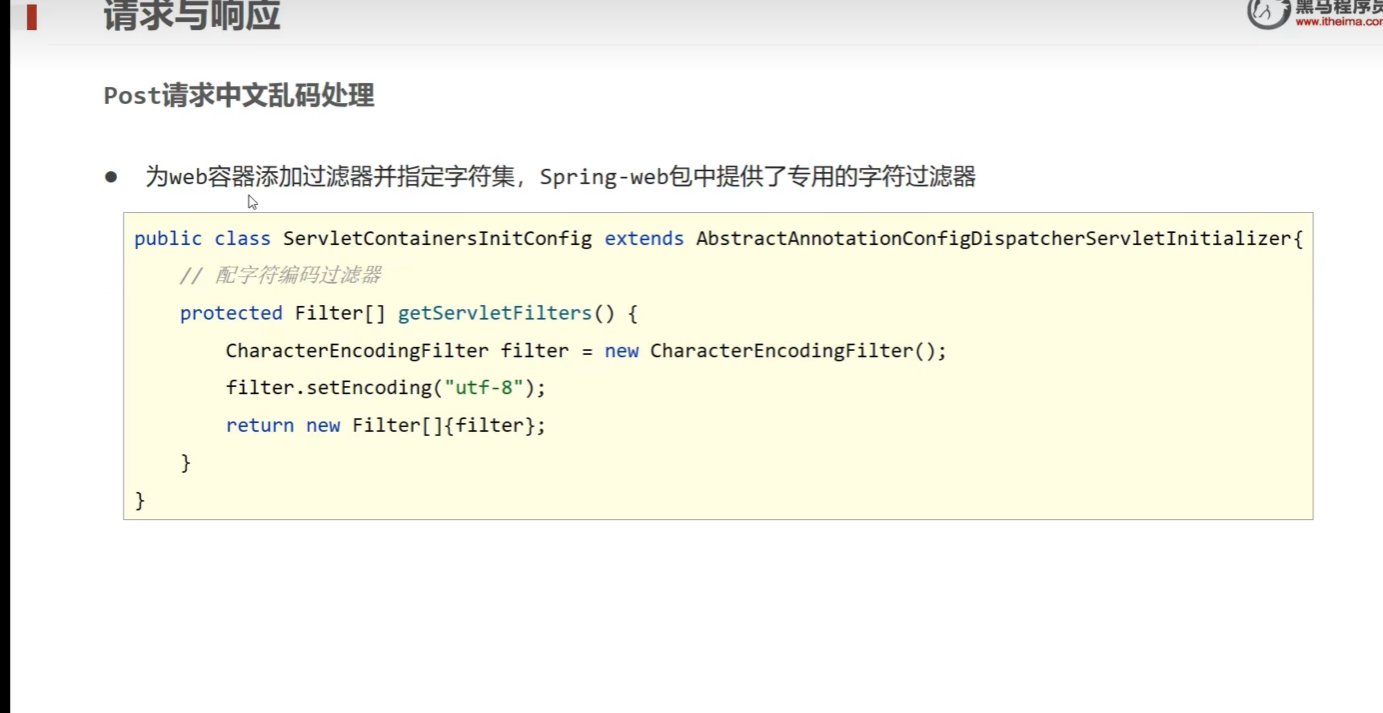 请求与响应
黑马程序员
www.itheima.com
Post请求中文乱码处理
● 为web容器添加过滤器并指定字符集，Spring-web包中提供了专用的字符过滤器
public class ServletContainersInitConfig extends AbstractAnnotationConfigDispatcherServletInitializer{
// 配字符编码过滤器
protected Filter[] getServletFilters() {
CharacterEncodingFilter filter = new CharacterEncodingFilter();
filter.setEncoding("utf-8");
return new Filter[]{filter};
}
}